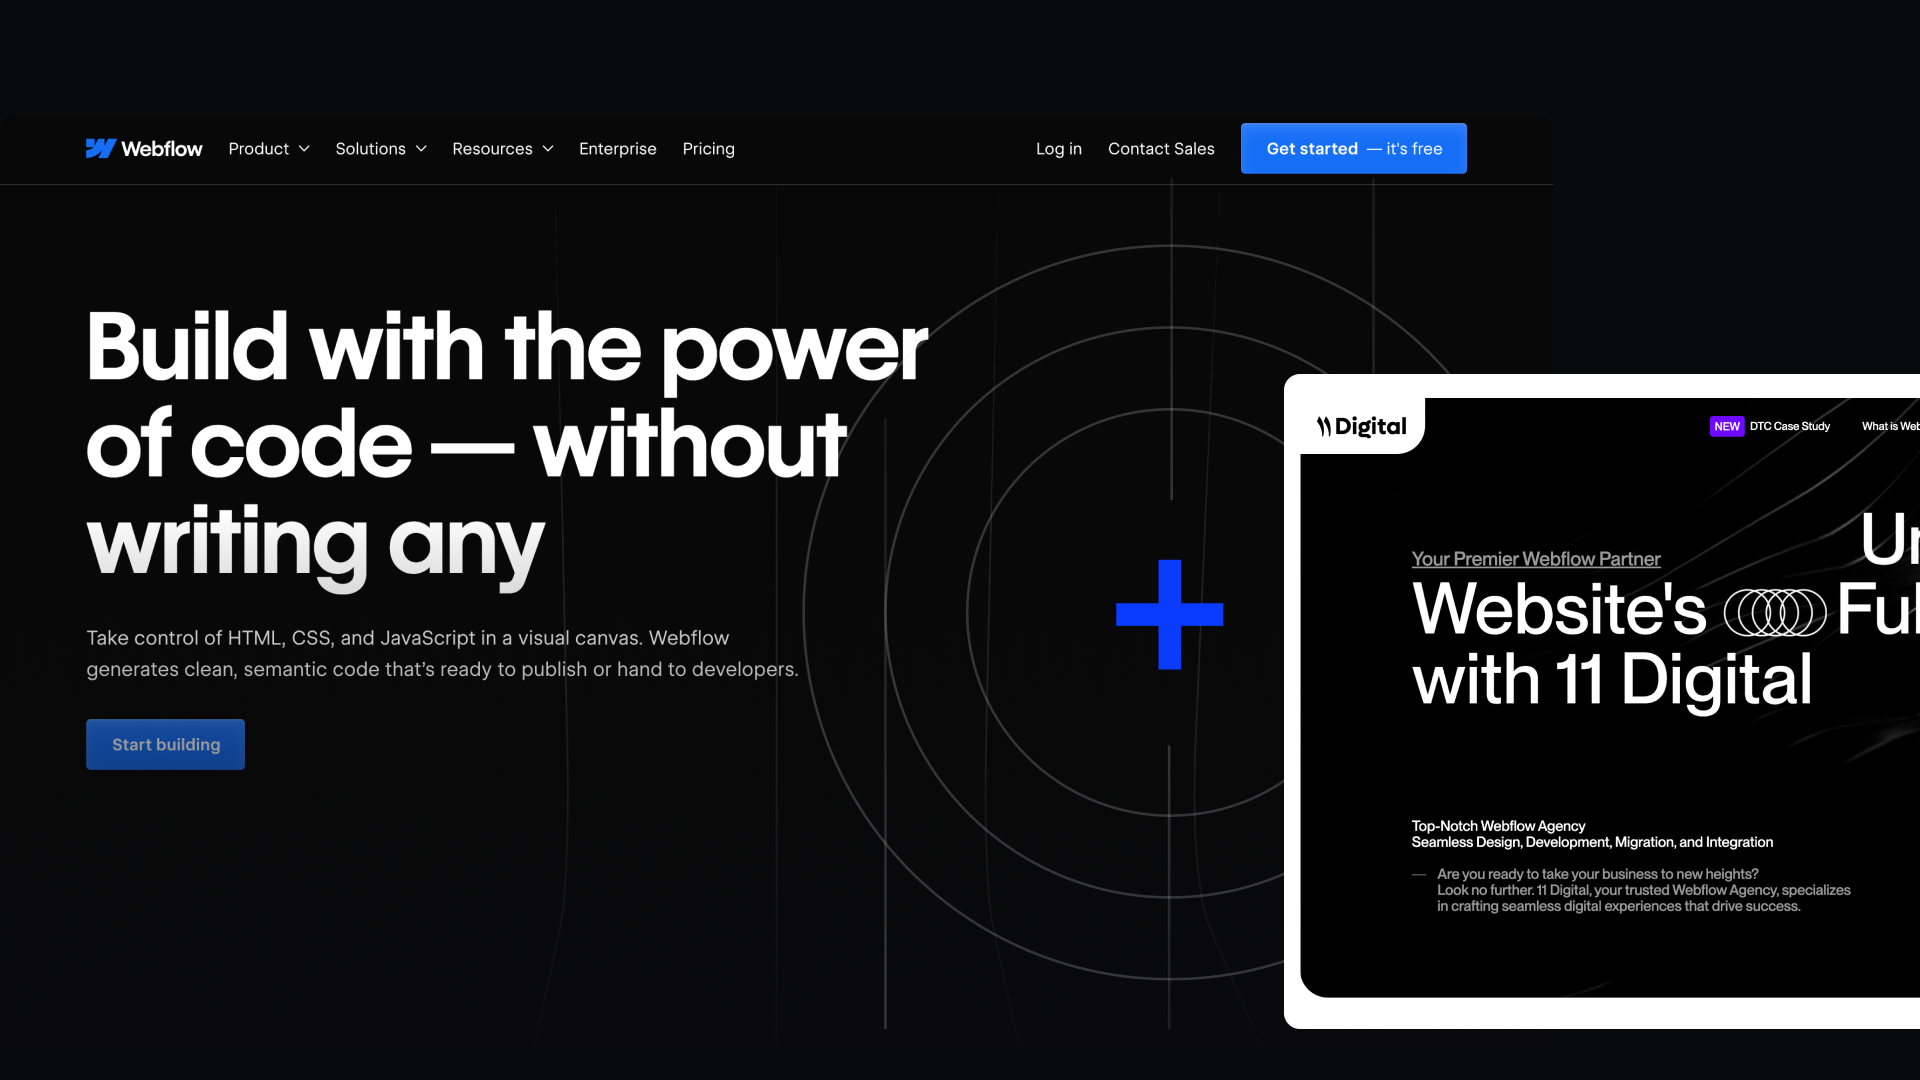 Webflow Product Solutions Resources Enterprise Pricing Log in Contact Sales Get started — it's free
Build with the power
of code — without
writing any
Take control of HTML, CSS, and JavaScript in a visual canvas. Webflow
generates clean, semantic code that’s ready to publish or hand to developers.
Start building
Digital NEW DTC Case Study What is
Your Premier Webflow Partner
Website's
with 11 Digital
Top-Notch Webflow Agency
Seamless Design, Development, Migration, and Integration
— Are you ready to take your business to new heights?
Look no further. 11 Digital, your trusted Webflow Agency, specializes
in crafting seamless digital experiences that drive success.